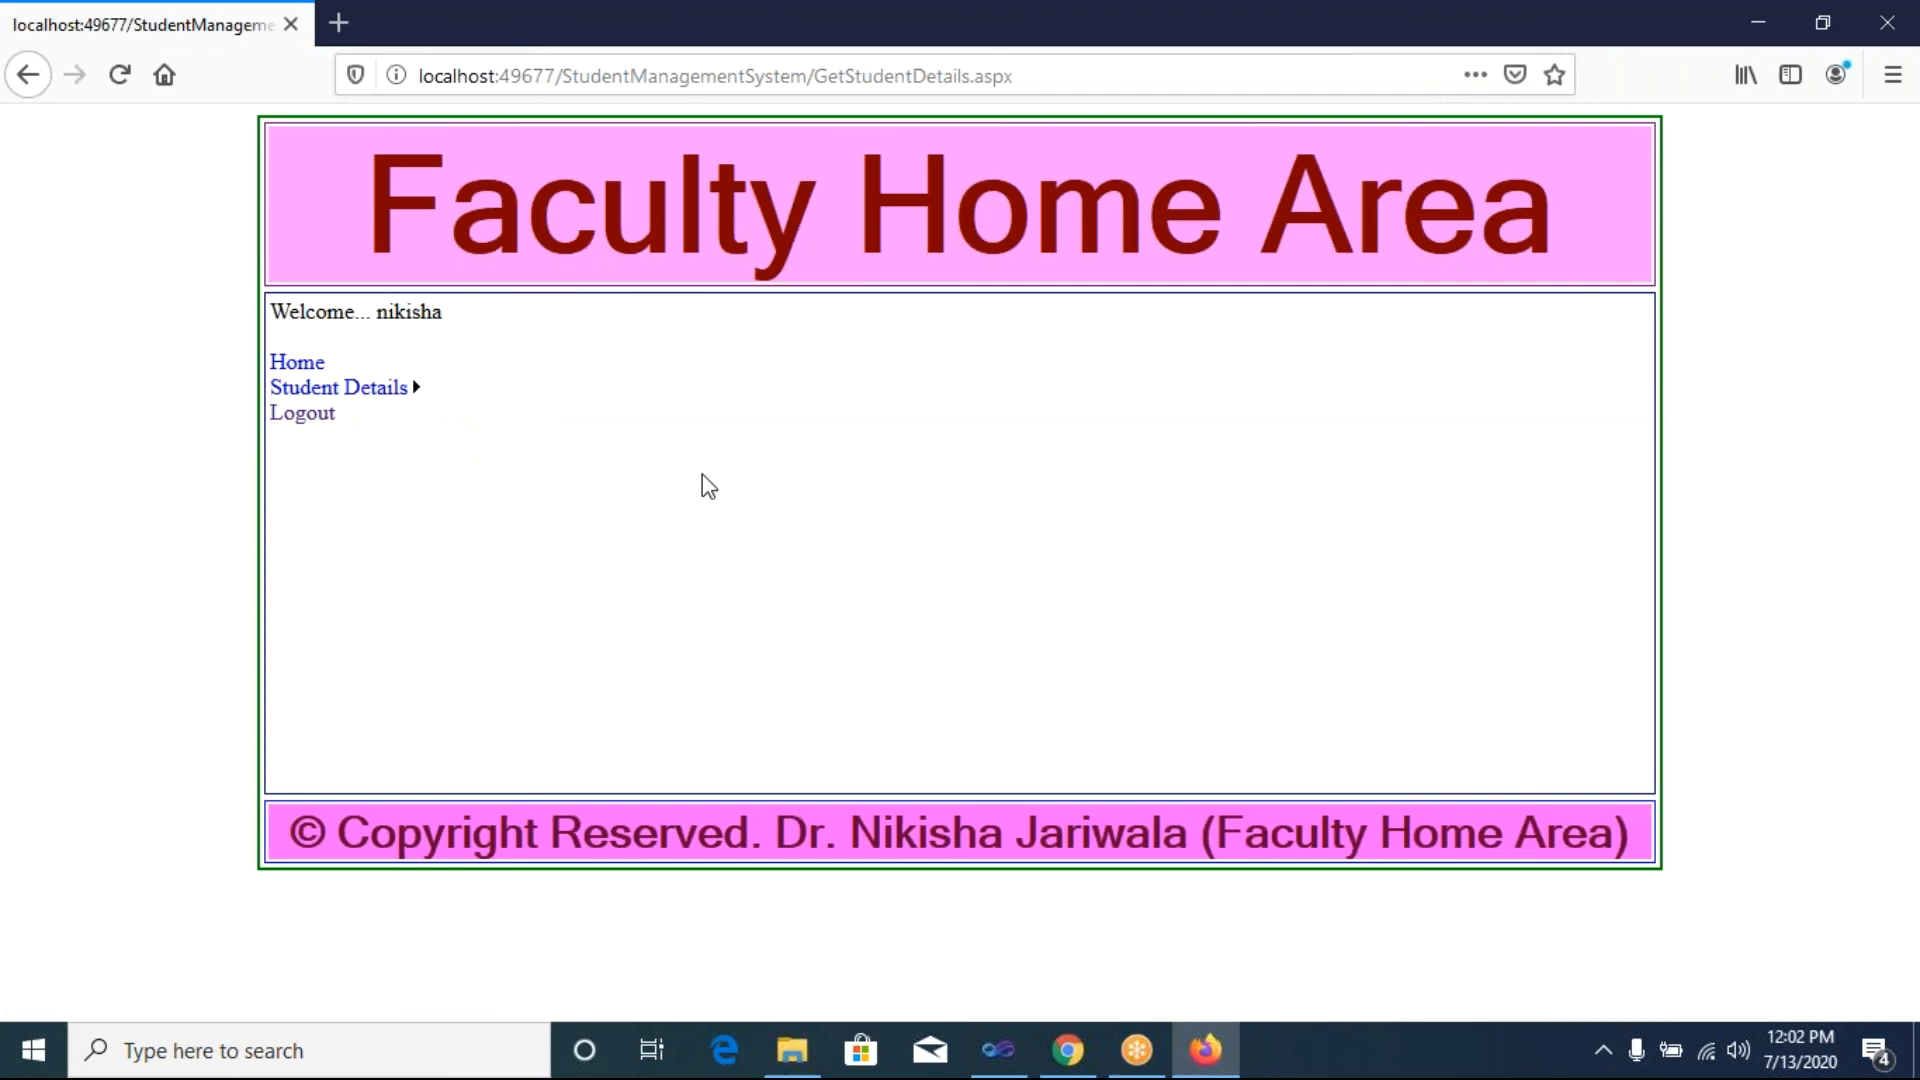 localhost:49677/StudentManageme
localhost:49677/StudentManagementSystem/GetStudentDetails.aspx
Faculty Home Area
Welcome... nikisha
Home
Student Details
Logout
© Copyright Reserved. Dr. Nikisha Jariwala (Faculty Home Area)
Type here to search
12:02 PM
7/13/2020
4